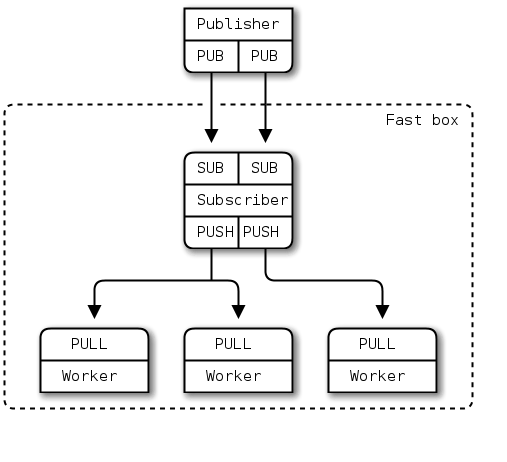 Publisher
PUB PUB
Fast box
SUB SUB
Subscriber
PUSH PUSH
PULL PULL PULL
Worker Worker Worker